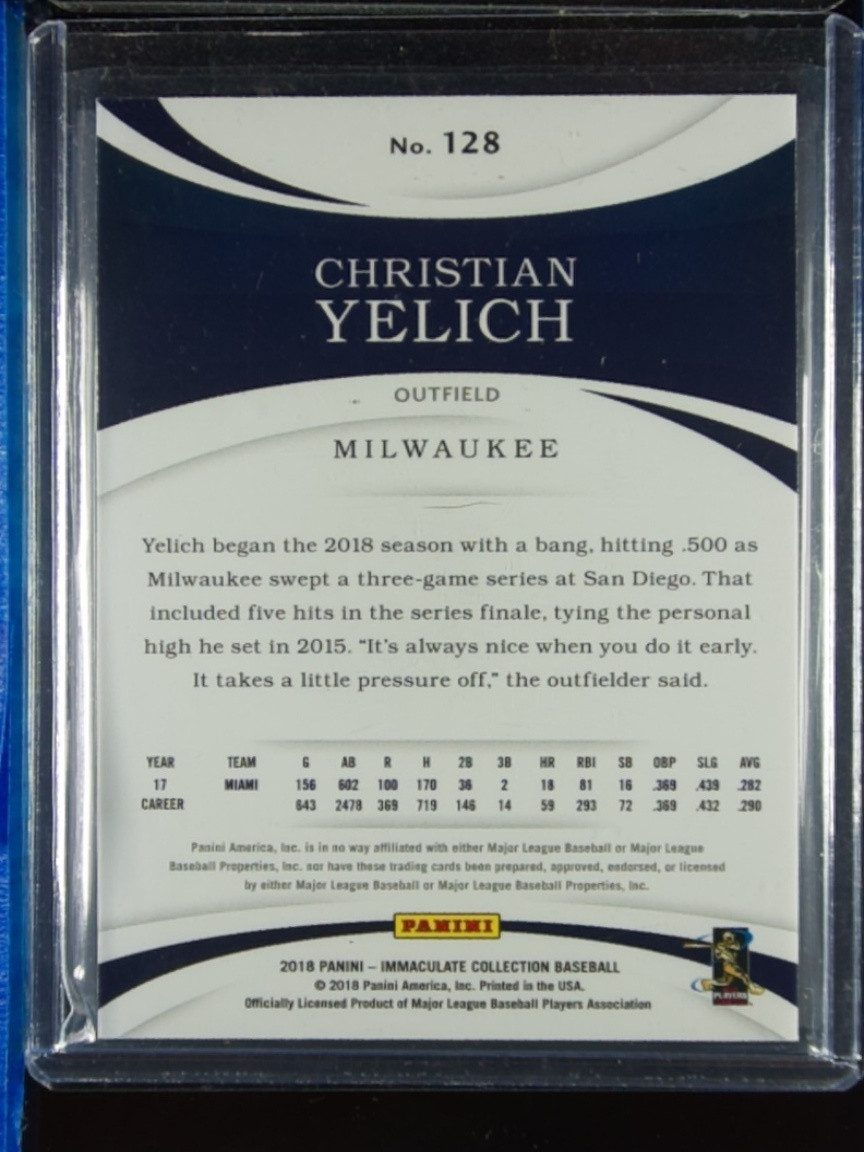 No. 128
CHRISTIAN
YELICH
OUTFIELD
MILWAUKEE
Yelich began the 2018 season with a bang, hitting .500 as
Milwaukee swept a three-game series at San Diego. That
included five hits in the series finale, tying the personal
high he set in 2015. “It's always nice when you do it early.
It takes a little pressure off,” the outfielder said.
YEAR TEAM G AB R H 2B 3B HR RBI SB OBP SLG AVG
17 MIAMI 156 602 100 170 36 2 18 81 16 .369 .439 .282
CAREER 643 2478 369 719 146 14 59 293 72 .369 .432 .290
Panini America, Inc. is in no way affiliated with either Major League Baseball or Major League
Baseball Properties, Inc. nor have these trading cards been prepared, approved, endorsed, or licensed
by either Major League Baseball or Major League Baseball Properties, Inc.
PANINI
2018 PANINI – IMMACULATE COLLECTION BASEBALL
© 2018 Panini America, Inc. Printed in the USA.
Officially Licensed Product of Major League Baseball Players Association
PLAYERS